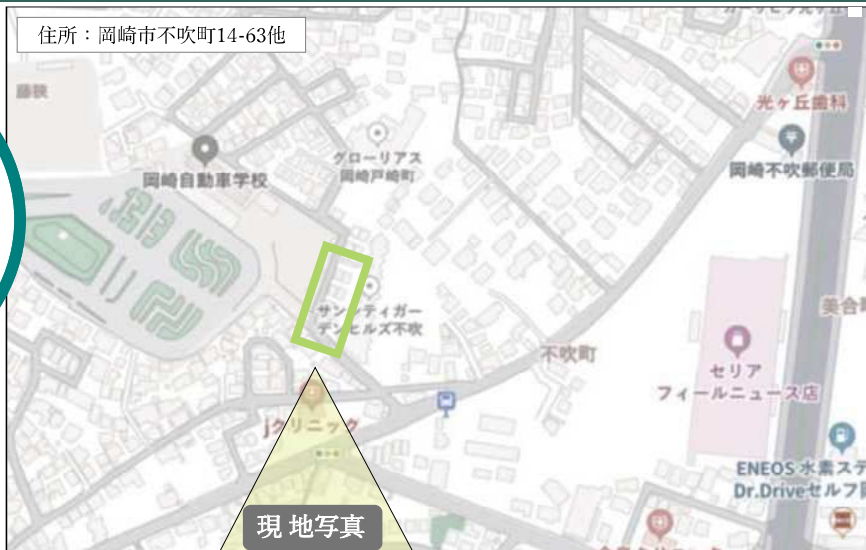 住所：岡崎市不吹町14-63他
藤狭
光ヶ丘歯科
グローリアス
岡崎戸崎町
岡崎自動車学校
岡崎不吹郵便局
サンシティガー
デンヒルズ不吹
美合
不吹町
セリア
フィールニュース店
jクリニック
ENEOS 水素ステ
Dr.Driveセルフ
現 地写真